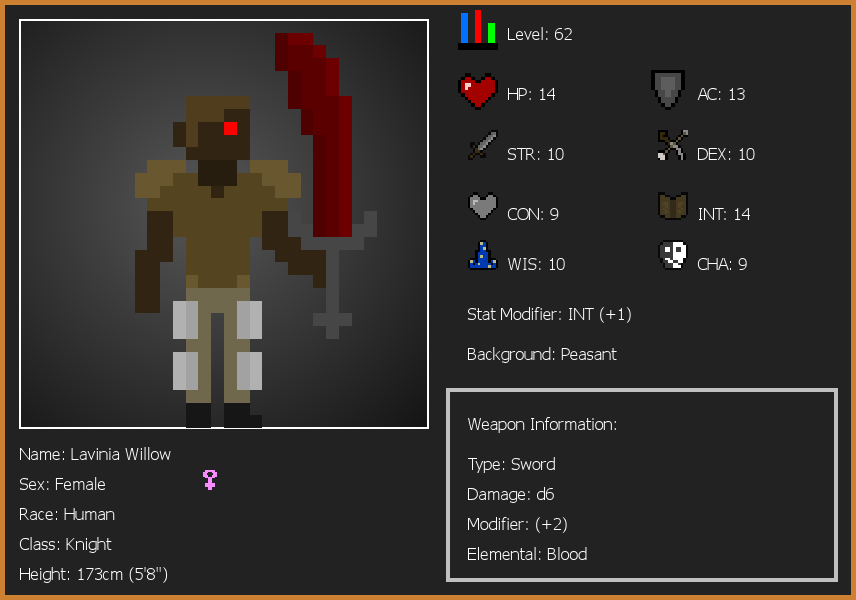 Level: 62
HP: 14
AC: 13
STR: 10
DEX: 10
CON: 9
INT: 14
WIS: 10
CHA: 9
Stat Modifier: INT (+1)
Background: Peasant
Weapon Information:
Type: Sword
Damage: d6
Modifier: (+2)
Elemental: Blood
Name: Lavinia Willow
Sex: Female
Race: Human
Class: Knight
Height: 173cm (5'8")